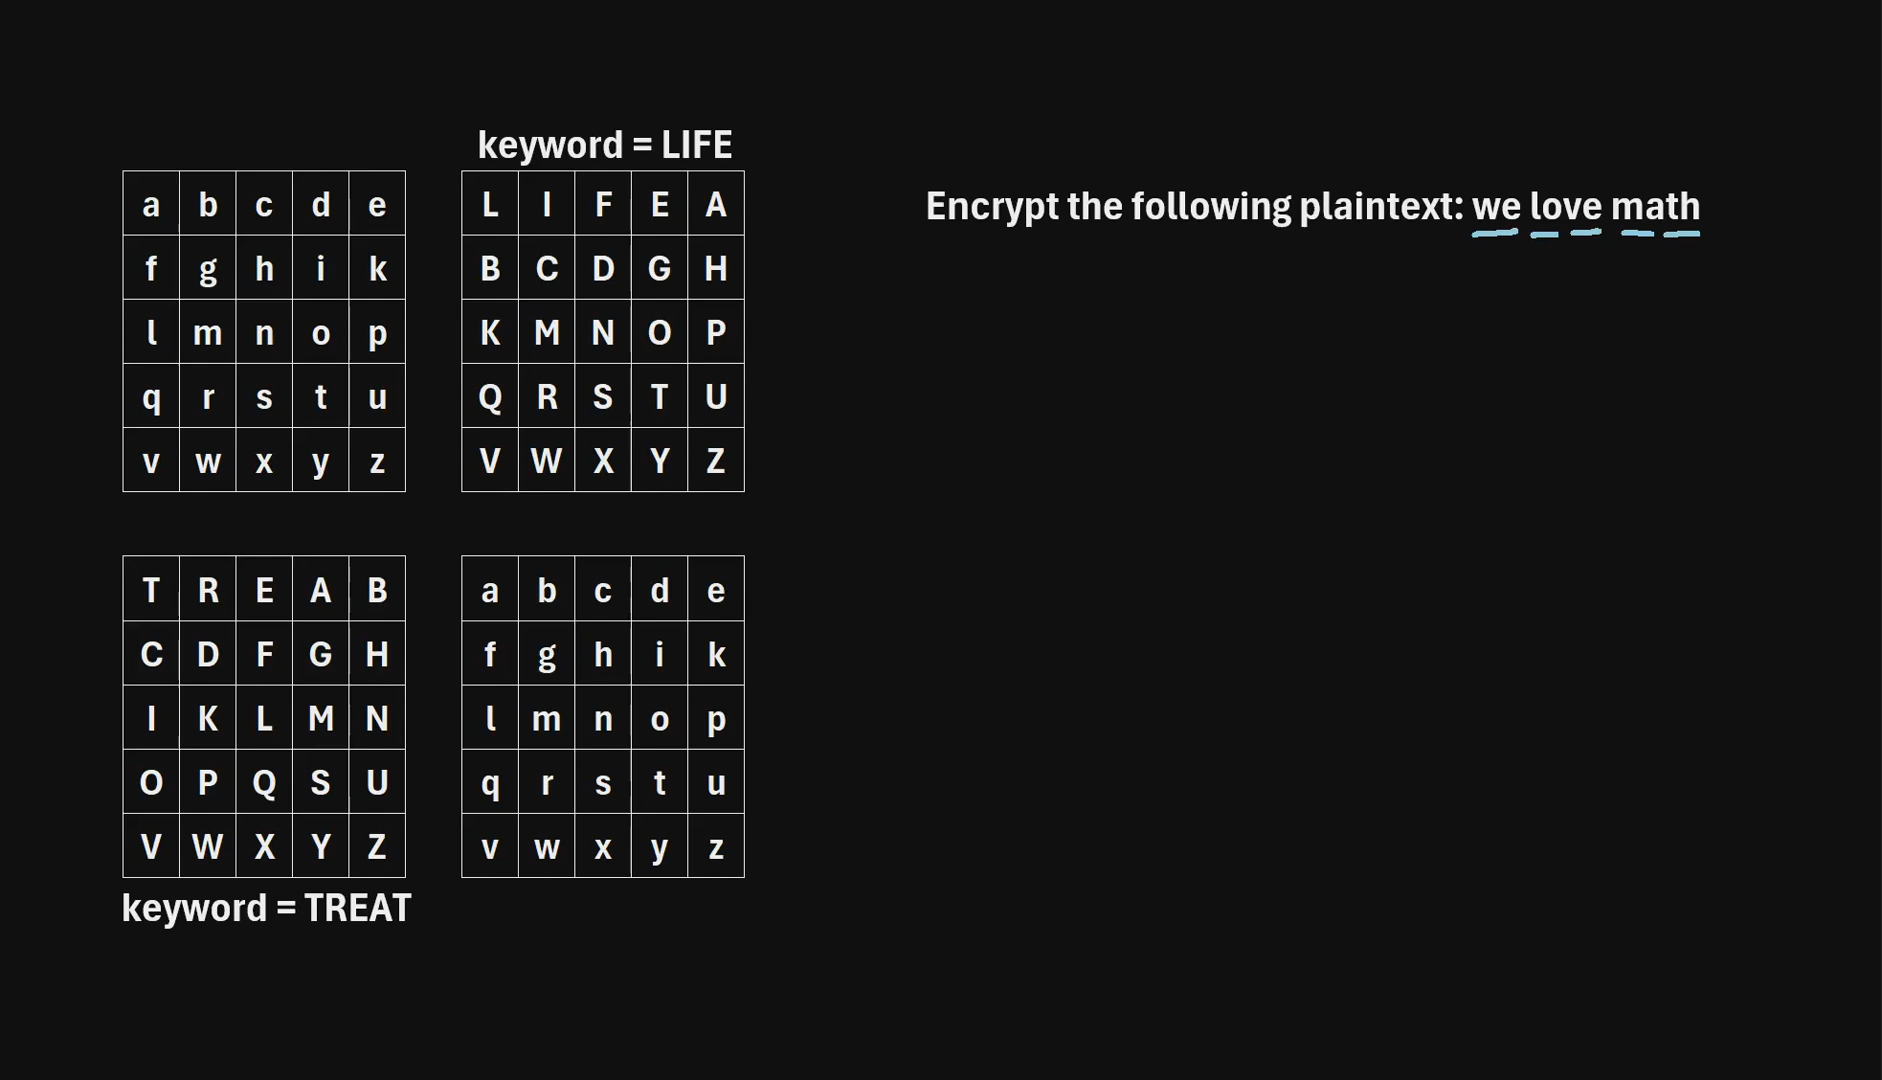 keyword = LIFE
a b c d e
f g h i k
l m n o p
q r s t u
v w x y z
L I F E A
B C D G H
K M N O P
Q R S T U
V W X Y Z
T R E A B
C D F G H
I K L M N
O P Q S U
V W X Y Z
keyword = TREAT
a b c d e
f g h i k
l m n o p
q r s t u
v w x y z
Encrypt the following plaintext: we love math